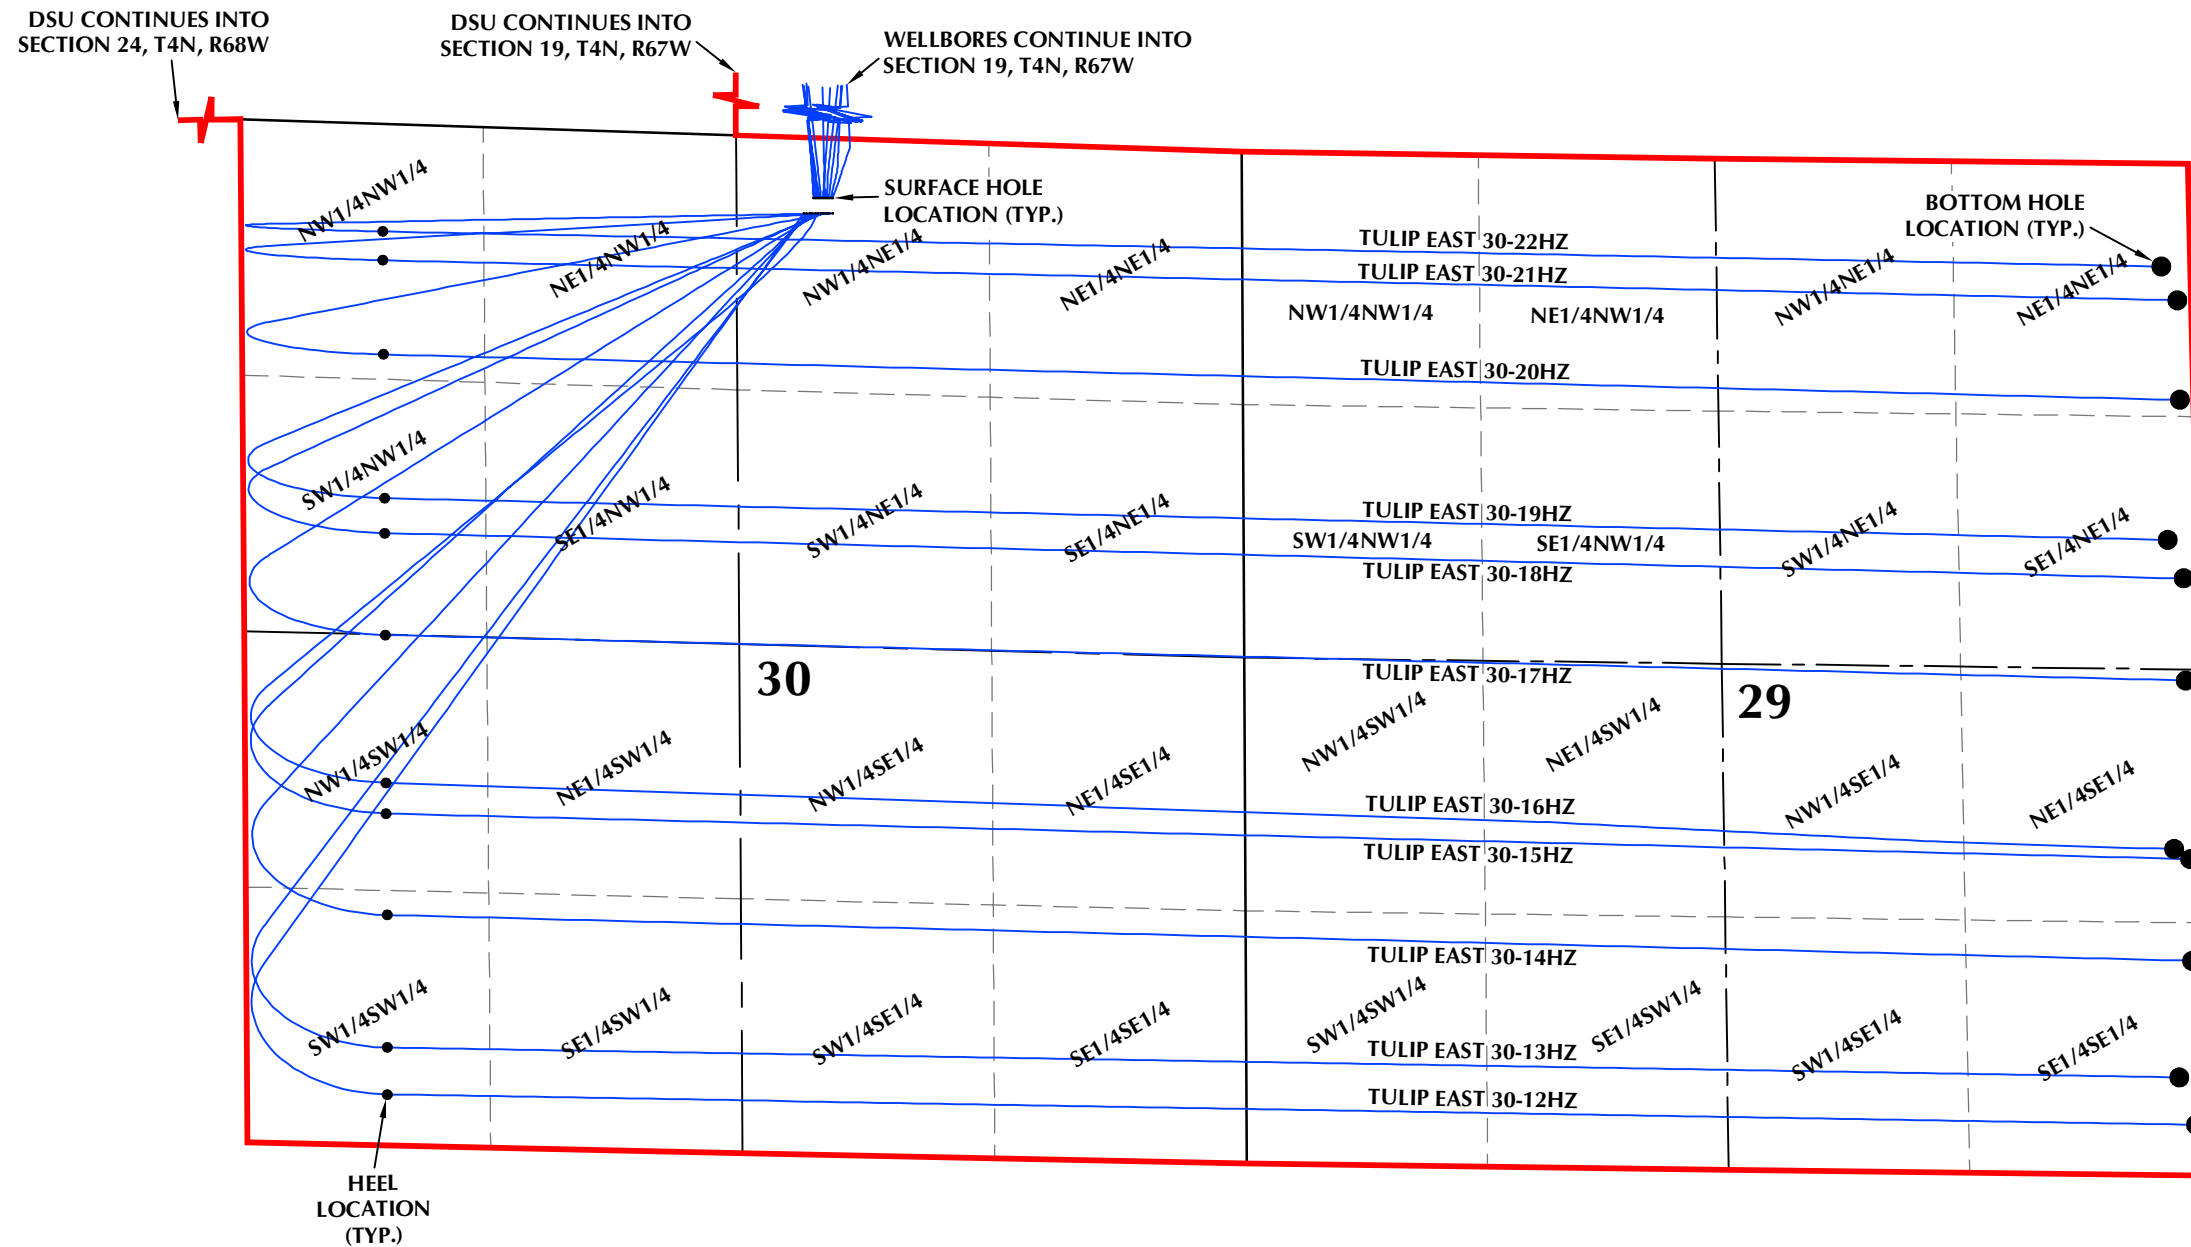 DSU CONTINUES INTO
SECTION 24, T4N, R68W
DSU CONTINUES INTO
SECTION 19, T4N, R67W
WELLBORES CONTINUE INTO
SECTION 19, T4N, R67W
SURFACE HOLE
LOCATION (TYP.)
BOTTOM HOLE
LOCATION (TYP.)
NW1/4NW1/4
NE1/4NW1/4
NW1/4NE1/4
NE1/4NE1/4
TULIP EAST 30-22HZ
TULIP EAST 30-21HZ
NW1/4NW1/4
NE1/4NW1/4
NW1/4NE1/4
NE1/4NE1/4
TULIP EAST 30-20HZ
SW1/4NW1/4
SE1/4NW1/4
SW1/4NE1/4
SE1/4NE1/4
TULIP EAST 30-19HZ
SW1/4NW1/4
SE1/4NW1/4
SW1/4NE1/4
SE1/4NE1/4
TULIP EAST 30-18HZ
30
TULIP EAST 30-17HZ
29
NW1/4SW1/4
NE1/4SW1/4
NW1/4SE1/4
NE1/4SE1/4
NW1/4SW1/4
NE1/4SW1/4
NW1/4SE1/4
NE1/4SE1/4
TULIP EAST 30-16HZ
TULIP EAST 30-15HZ
TULIP EAST 30-14HZ
SW1/4SW1/4
SE1/4SW1/4
SW1/4SE1/4
SE1/4SE1/4
SW1/4SW1/4
SE1/4SW1/4
SW1/4SE1/4
SE1/4SE1/4
TULIP EAST 30-13HZ
TULIP EAST 30-12HZ
HEEL
LOCATION
(TYP.)